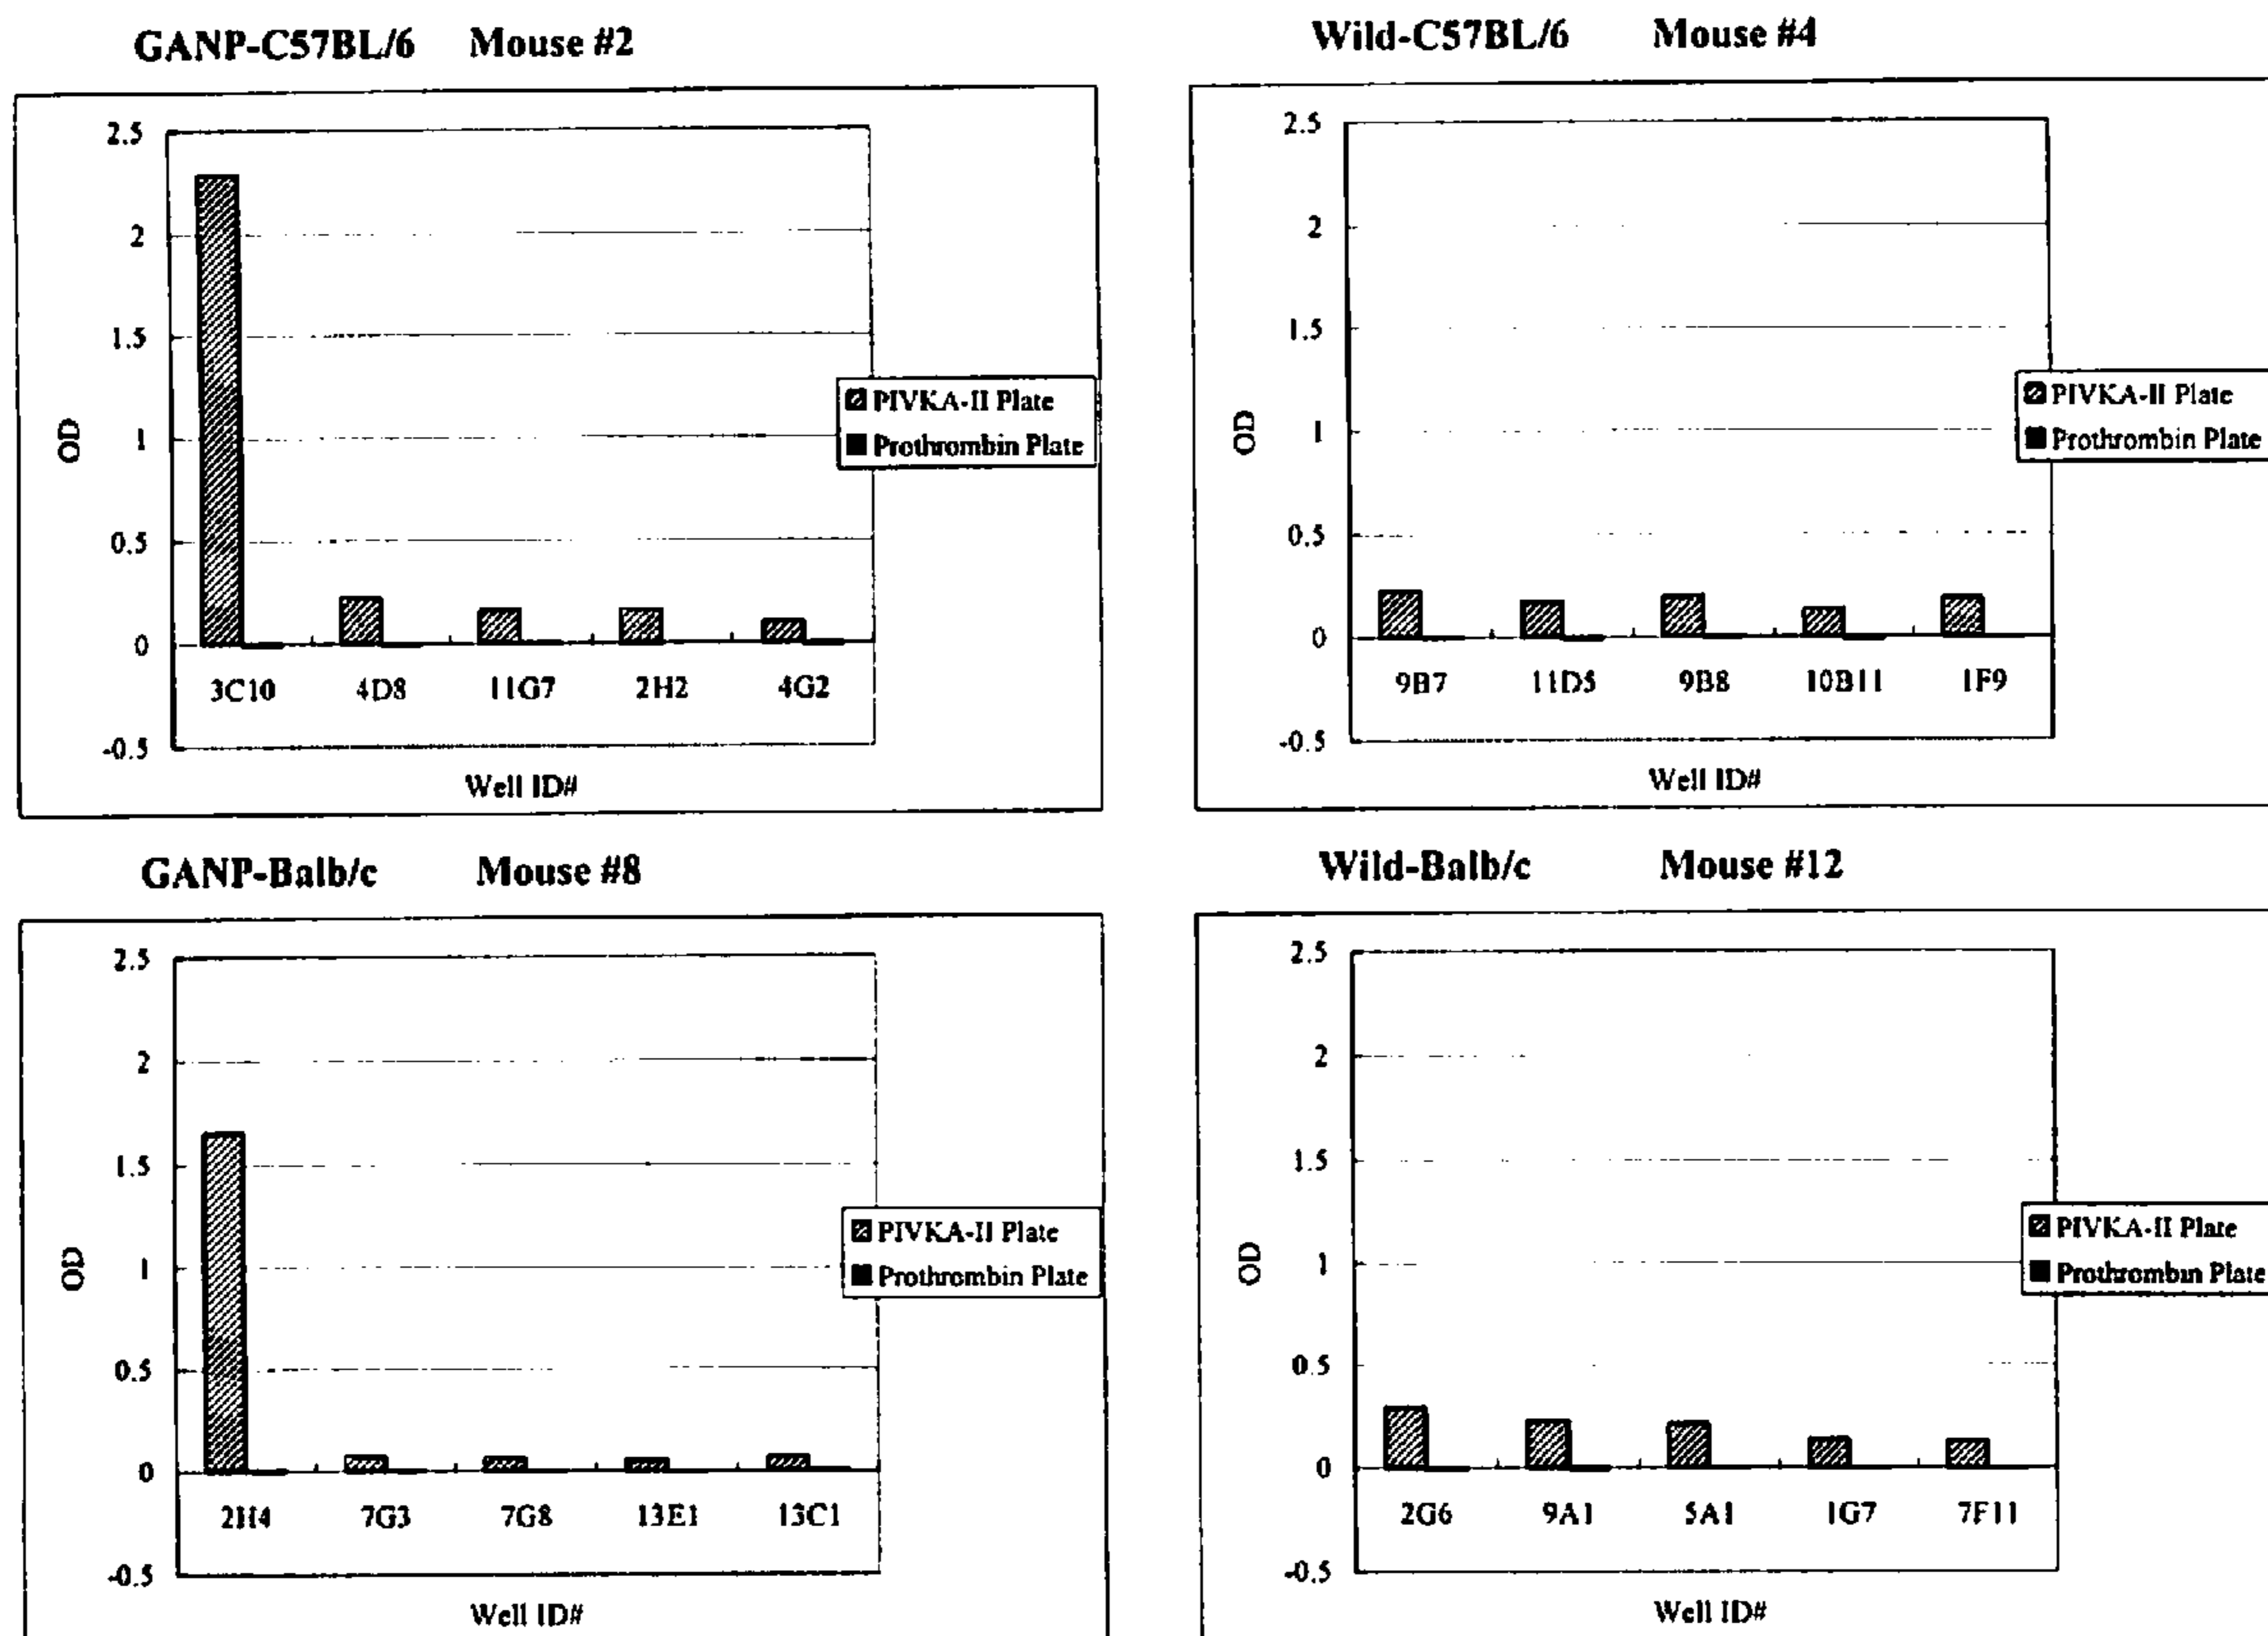 GANP-C57BL/6 Mouse #2
2.5
2
1.5
1
0.5
0
-0.5
OD
3C10 4D8 11G7 2H2 4G2
Well ID#
PIVKA-II Plate
Prothrombin Plate
Wild-C57BL/6 Mouse #4
2.5
2
1.5
1
0.5
0
-0.5
OD
9B7 11D5 9B8 10B11 1F9
Well ID#
PIVKA-II Plate
Prothrombin Plate
GANP-Balb/c Mouse #8
2.5
2
1.5
1
0.5
0
-0.5
OD
2H4 7G3 7G8 13E1 13C1
Well ID#
PIVKA-II Plate
Prothrombin Plate
Wild-Balb/c Mouse #12
2.5
2
1.5
1
0.5
0
-0.5
OD
2G6 9A1 5A1 1G7 7F11
Well ID#
PIVKA-II Plate
Prothrombin Plate